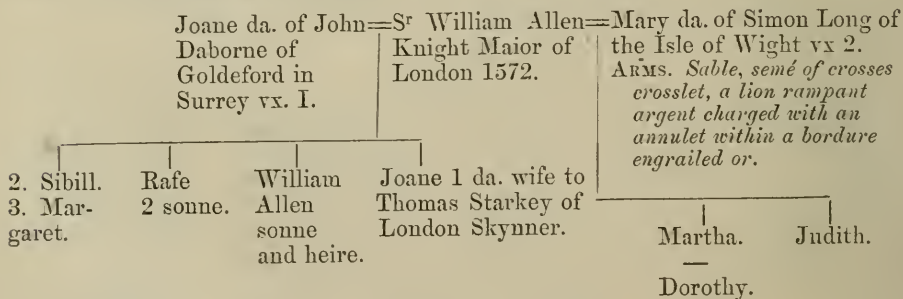 Joane da. of John=Sʳ William Allen=Mary da. of Simon Long of
Daborne of Knight Maior of the Isle of Wight vx 2.
Goldeford in London 1572. ARMS. Sable, semé of crosses
Surrey vx. I. crosslet, a lion rampant
argent charged with an
annulet within a bordure
engrailed or.
2. Sibill. Rafe William Joane 1 da. wife to
3. Mar- 2 sonne. Allen Thomas Starkey of
garet. sonne London Skynner.
and heire. Martha. Judith.
—
Dorothy.